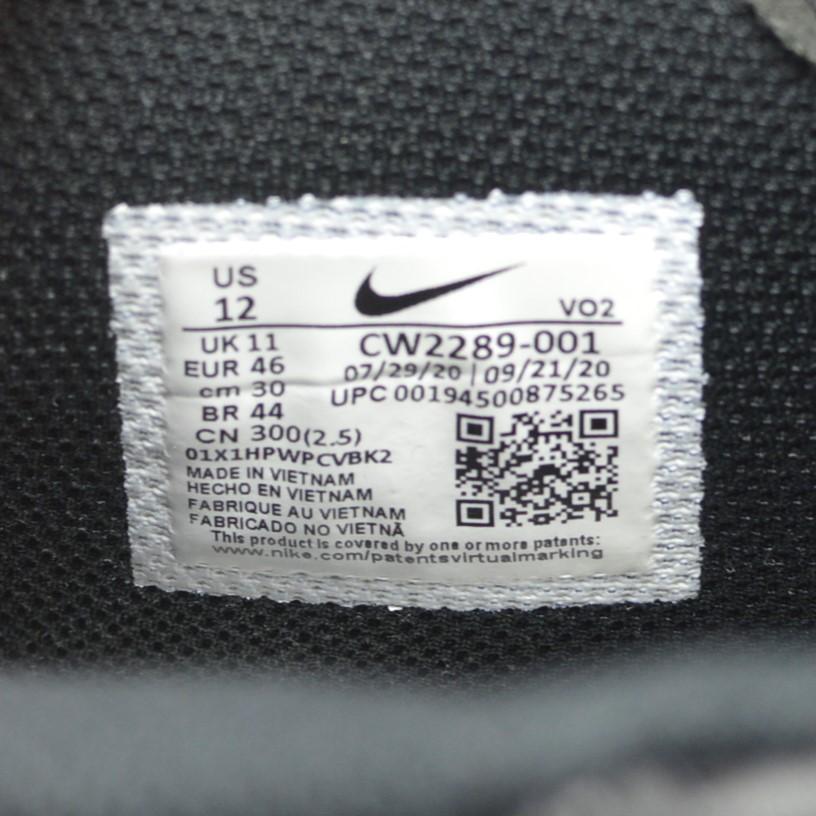 US
12
VO2
UK 11
CW2289-001
EUR 46
07/29/20 | 09/21/20
cm 30
UPC 00194500875265
BR 44
CN 300(2.5)
01X1HPWPCVBK2
MADE IN VIETNAM
HECHO EN VIETNAM
FABRIQUE AU VIETNAM
FABRICADO NO VIETNÃ
This product is covered by one or more patents:
www.nike.com/patentsvirtualmarking